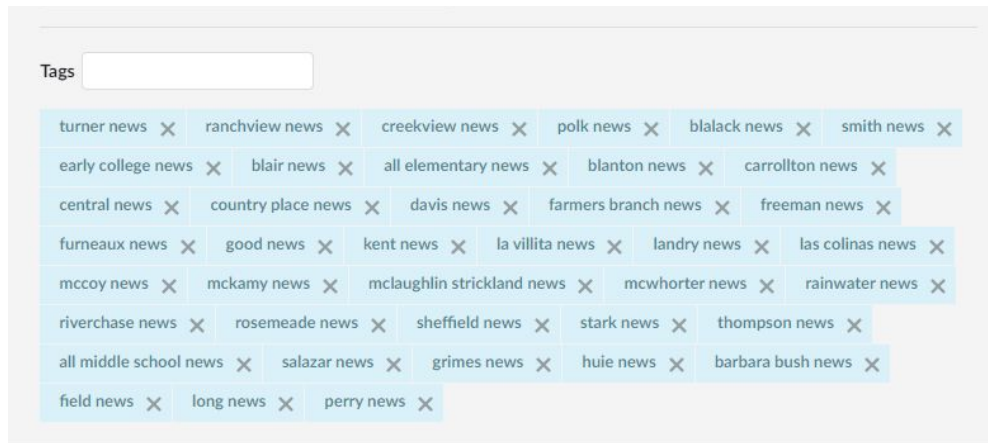 Tags
turner news ranchview news creekview news polk news blalack news smith news
early college news blair news all elementary news blanton news carrollton news
central news country place news davis news farmers branch news freeman news
furneaux news good news kent news la villita news landry news las colinas news
mccoy news mckamy news mclaughlin strickland news mcwhorter news rainwater news
riverchase news rosemeade news sheffield news stark news thompson news
all middle school news salazar news grimes news huie news barbara bush news
field news long news perry news